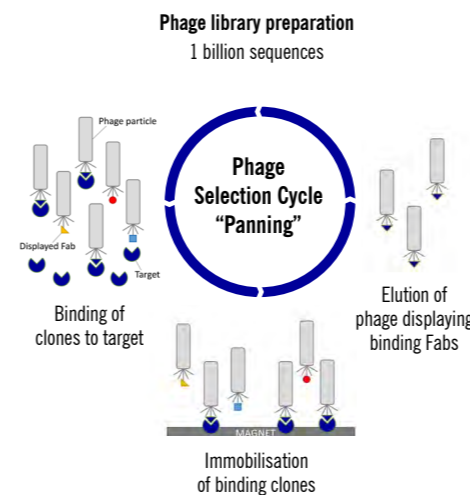 Phage library preparation
1 billion sequences
Phage particle
Displayed Fab
Target
Binding of
clones to target
Phage
Selection Cycle
“Panning”
Elution of
phage displaying
binding Fabs
MAGNET
Immobilisation
of binding clones